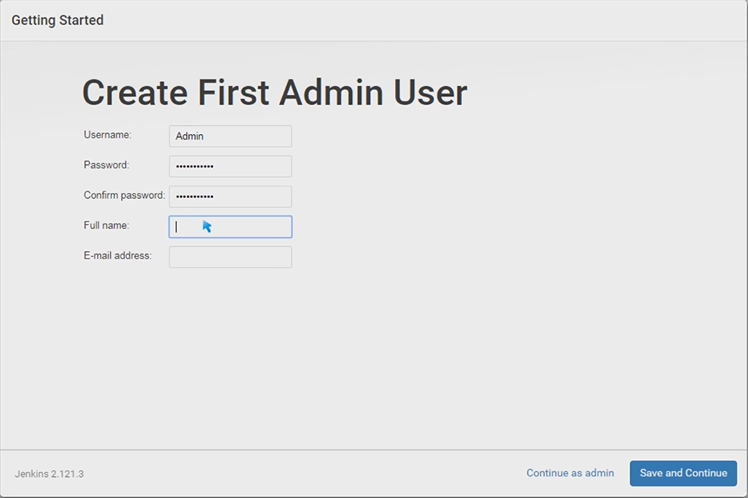 Getting Started
Create First Admin User
Username: Admin
Password: •••••••••••
Confirm password: •••••••••••
Full name:
E-mail address:
Jenkins 2.121.3 Continue as admin Save and Continue